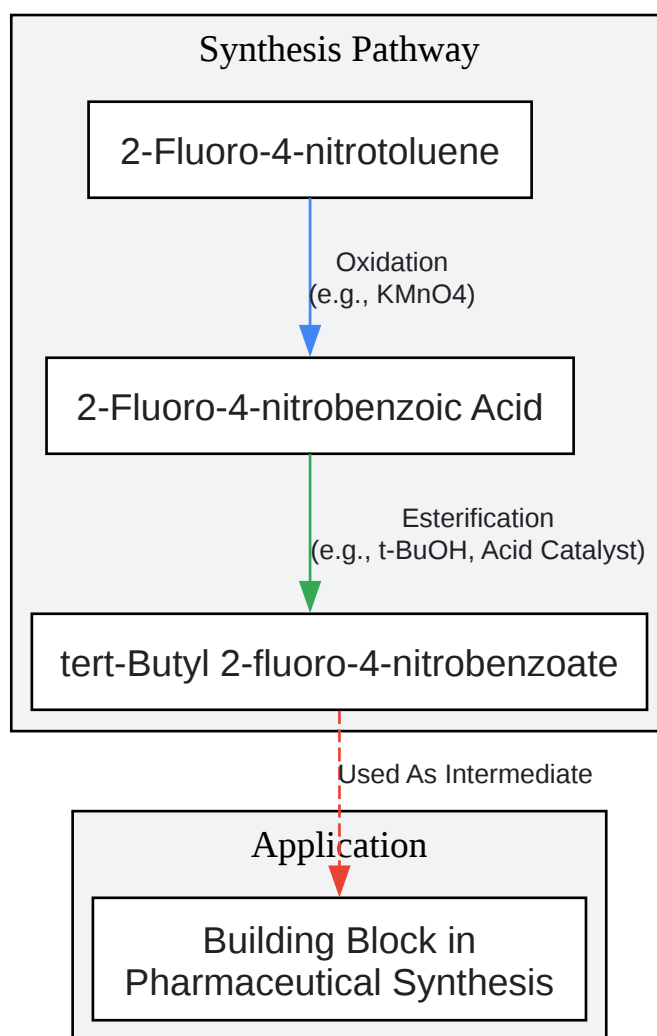 Synthesis Pathway
2-Fluoro-4-nitrotoluene
Oxidation
(e.g., KMnO4)
2-Fluoro-4-nitrobenzoic Acid
Esterification
(e.g., t-BuOH, Acid Catalyst)
tert-Butyl 2-fluoro-4-nitrobenzoate
Used As Intermediate
Application
Building Block in
Pharmaceutical Synthesis